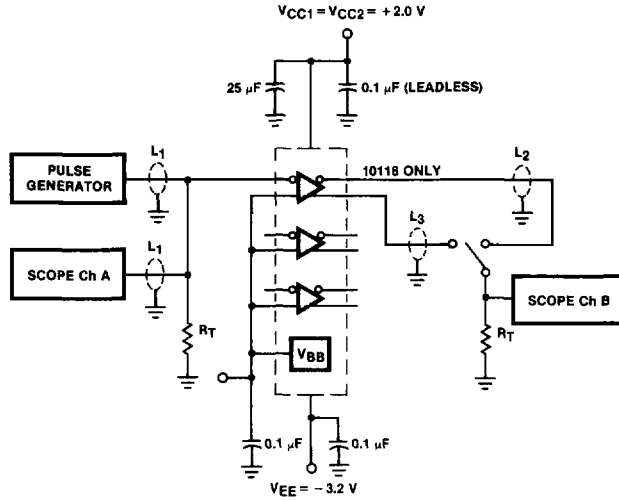 VCC1 = VCC2 = +2.0 V
25 µF
0.1 µF (LEADLESS)
L1
L2
PULSE
GENERATOR
10118 ONLY
L3
L1
SCOPE Ch A
SCOPE Ch B
RT
RT
VBB
0.1 µF
0.1 µF
VEE = −3.2 V